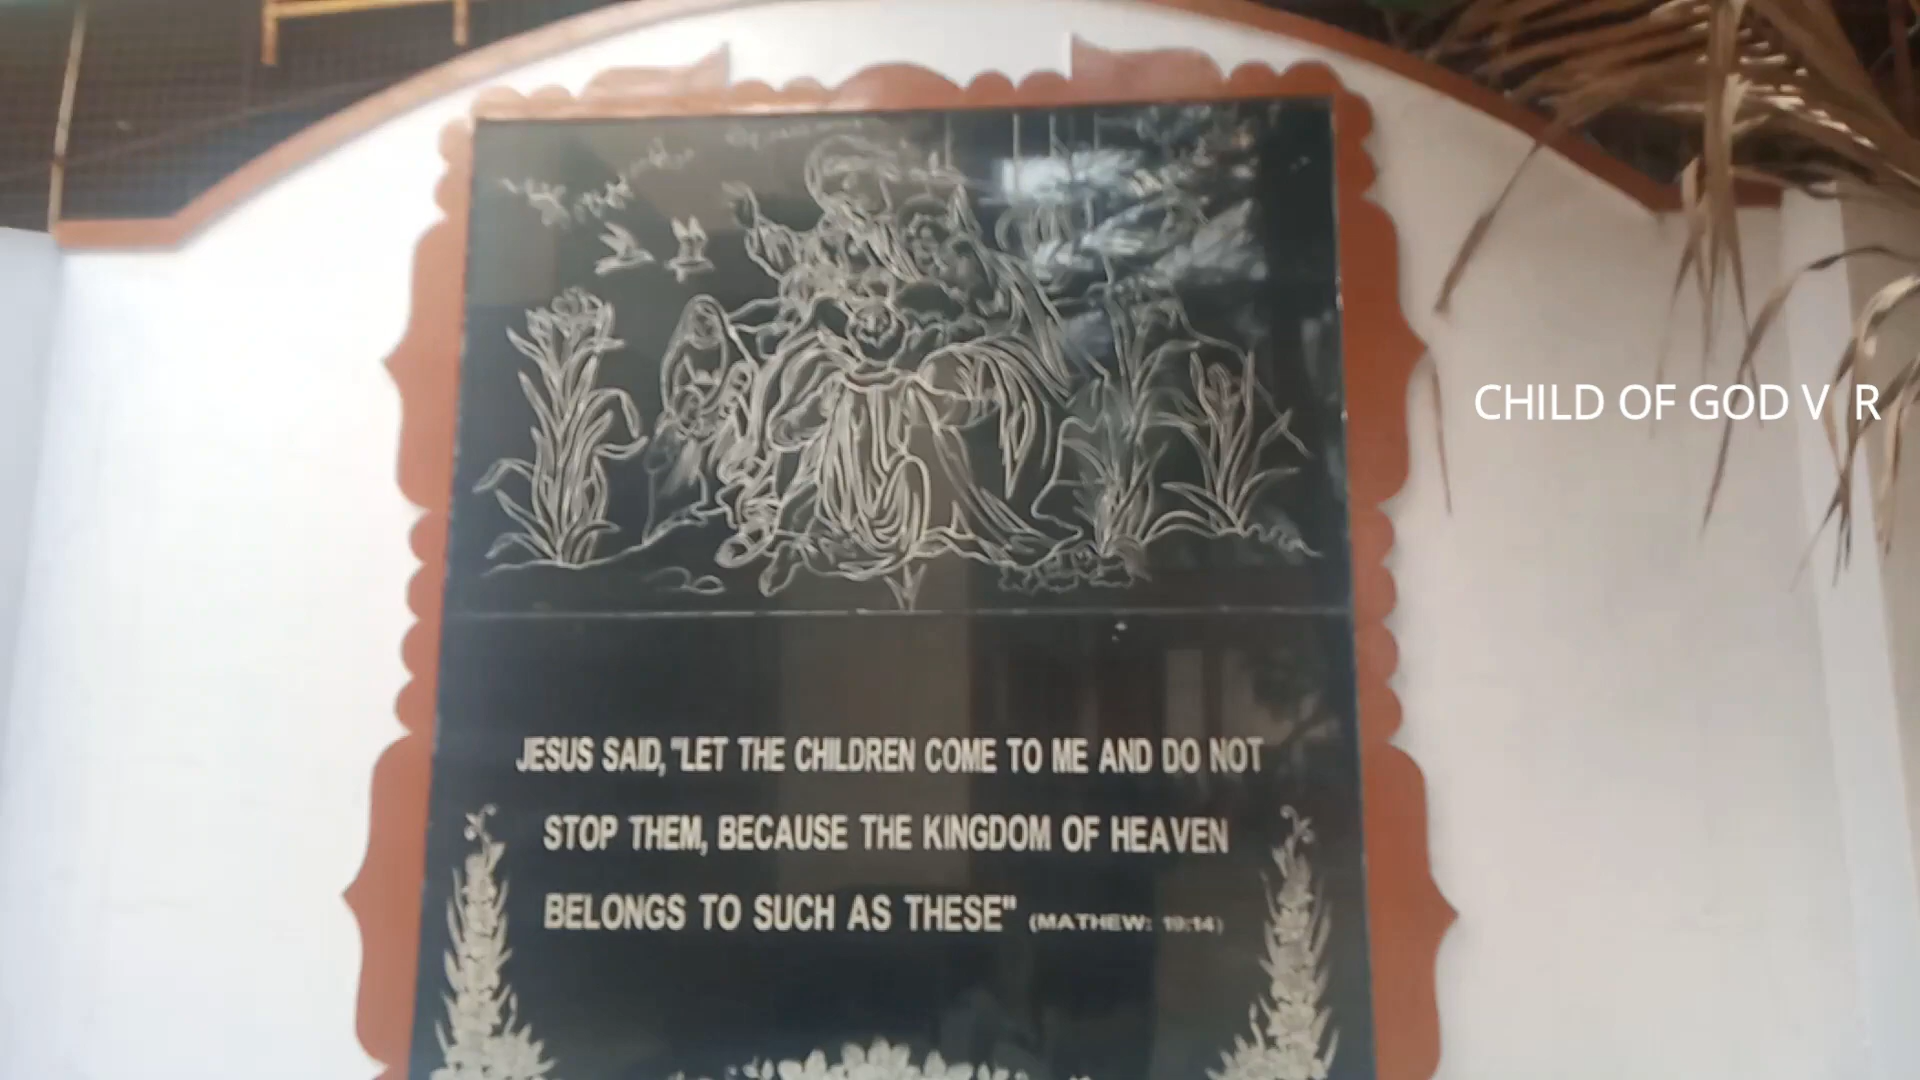 CHILD OF GOD V R
JESUS SAID, "LET THE CHILDREN COME TO ME AND DO NOT
STOP THEM, BECAUSE THE KINGDOM OF HEAVEN
BELONGS TO SUCH AS THESE" (MATHEW: 19:14)